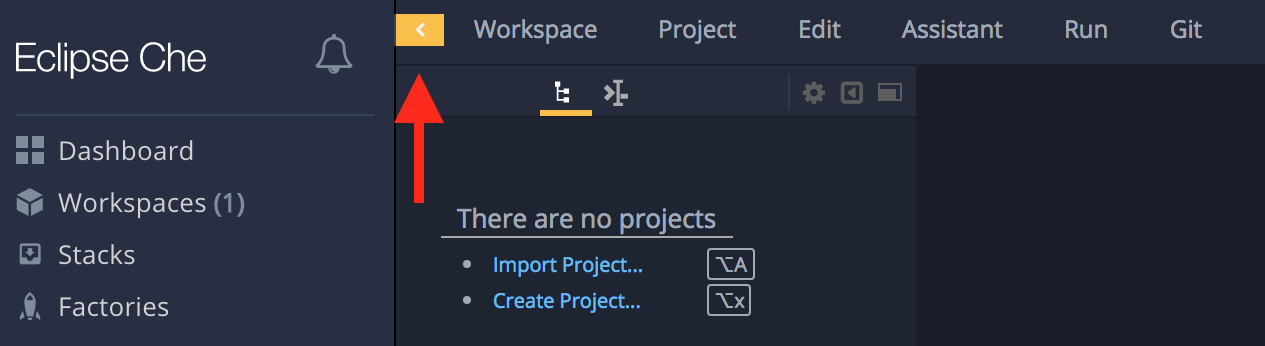 Eclipse Che
Dashboard
Workspaces (1)
Stacks
Factories
Workspace Project Edit Assistant Run Git
There are no projects
Import Project... ⌥A
Create Project... ⌥x